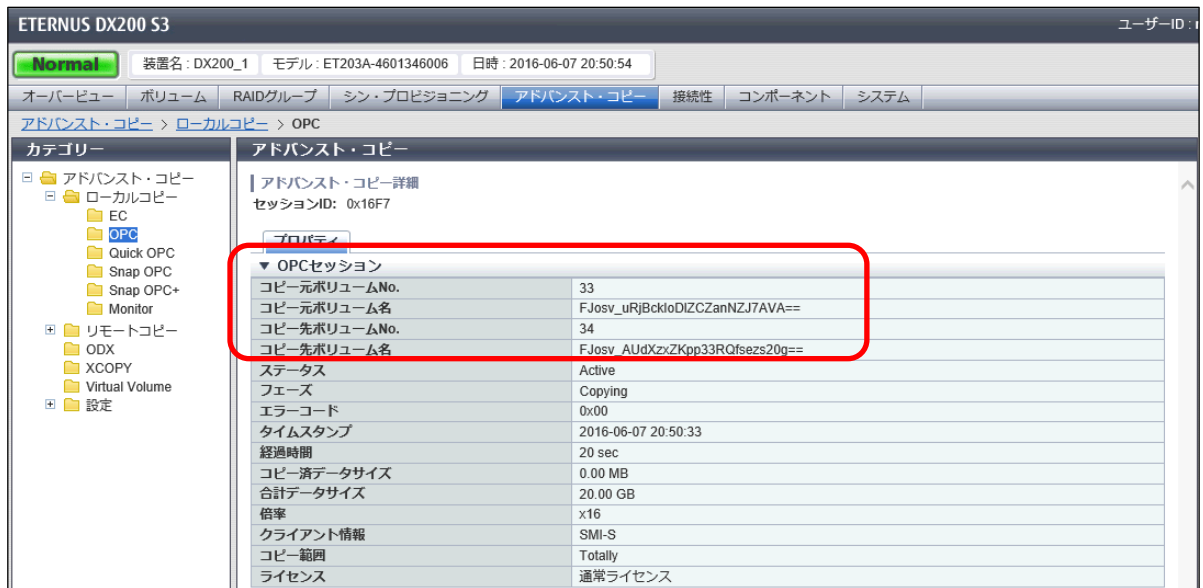 ETERNUS DX200 S3 ユーザーID :
Normal 装置名 : DX200_1 モデル : ET203A-4601346006 日時 : 2016-06-07 20:50:54
オーバービュー ボリューム RAIDグループ シン・プロビジョニング アドバンスト・コピー 接続性 コンポーネント システム
アドバンスト・コピー > ローカルコピー > OPC
カテゴリー
アドバンスト・コピー
ローカルコピー
EC
OPC
Quick OPC
Snap OPC
Snap OPC+
Monitor
リモートコピー
ODX
XCOPY
Virtual Volume
設定
アドバンスト・コピー
アドバンスト・コピー詳細
セッションID: 0x16F7
プロパティ
▼ OPCセッション
コピー元ボリュームNo. 33
コピー元ボリューム名 FJosv_uRjBckloDlZCZanNZJ7AVA==
コピー先ボリュームNo. 34
コピー先ボリューム名 FJosv_AUdXzxZKpp33RQfsezs20g==
ステータス Active
フェーズ Copying
エラーコード 0x00
タイムスタンプ 2016-06-07 20:50:33
経過時間 20 sec
コピー済データサイズ 0.00 MB
合計データサイズ 20.00 GB
倍率 x16
クライアント情報 SMI-S
コピー範囲 Totally
ライセンス 通常ライセンス